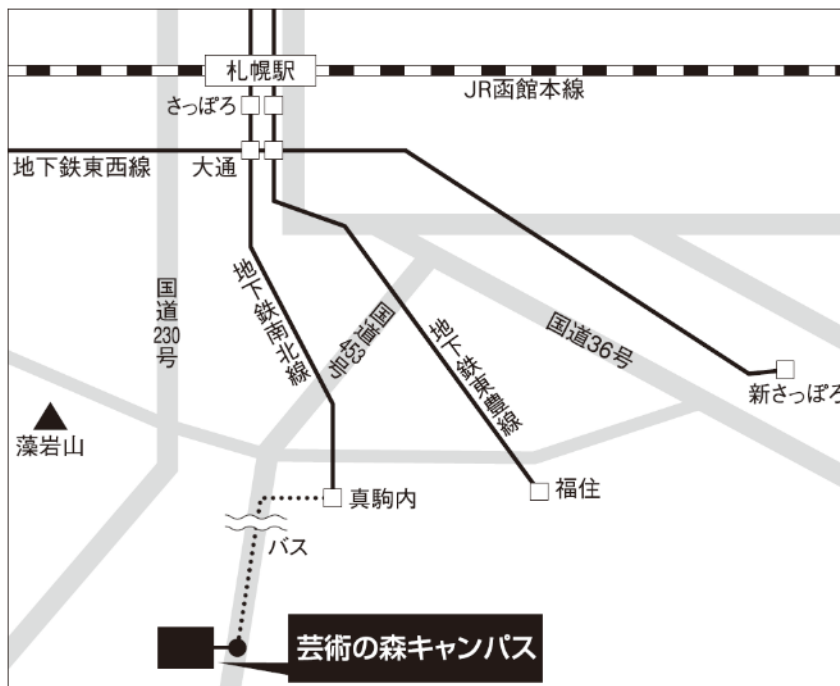 札幌駅
JR函館本線
さっぽろ
地下鉄東西線
大通
国道230号
地下鉄南北線
国道453号
地下鉄東豊線
国道36号
新さっぽろ
藻岩山
真駒内
福住
バス
芸術の森キャンパス